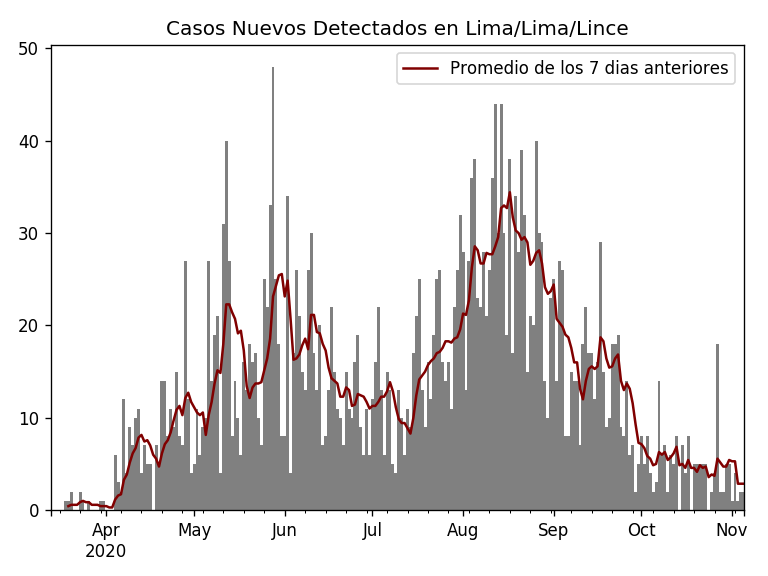 Casos Nuevos Detectados en Lima/Lima/Lince
Promedio de los 7 dias anteriores
50
40
30
20
10
0
Apr May Jun Jul Aug Sep Oct Nov
2020